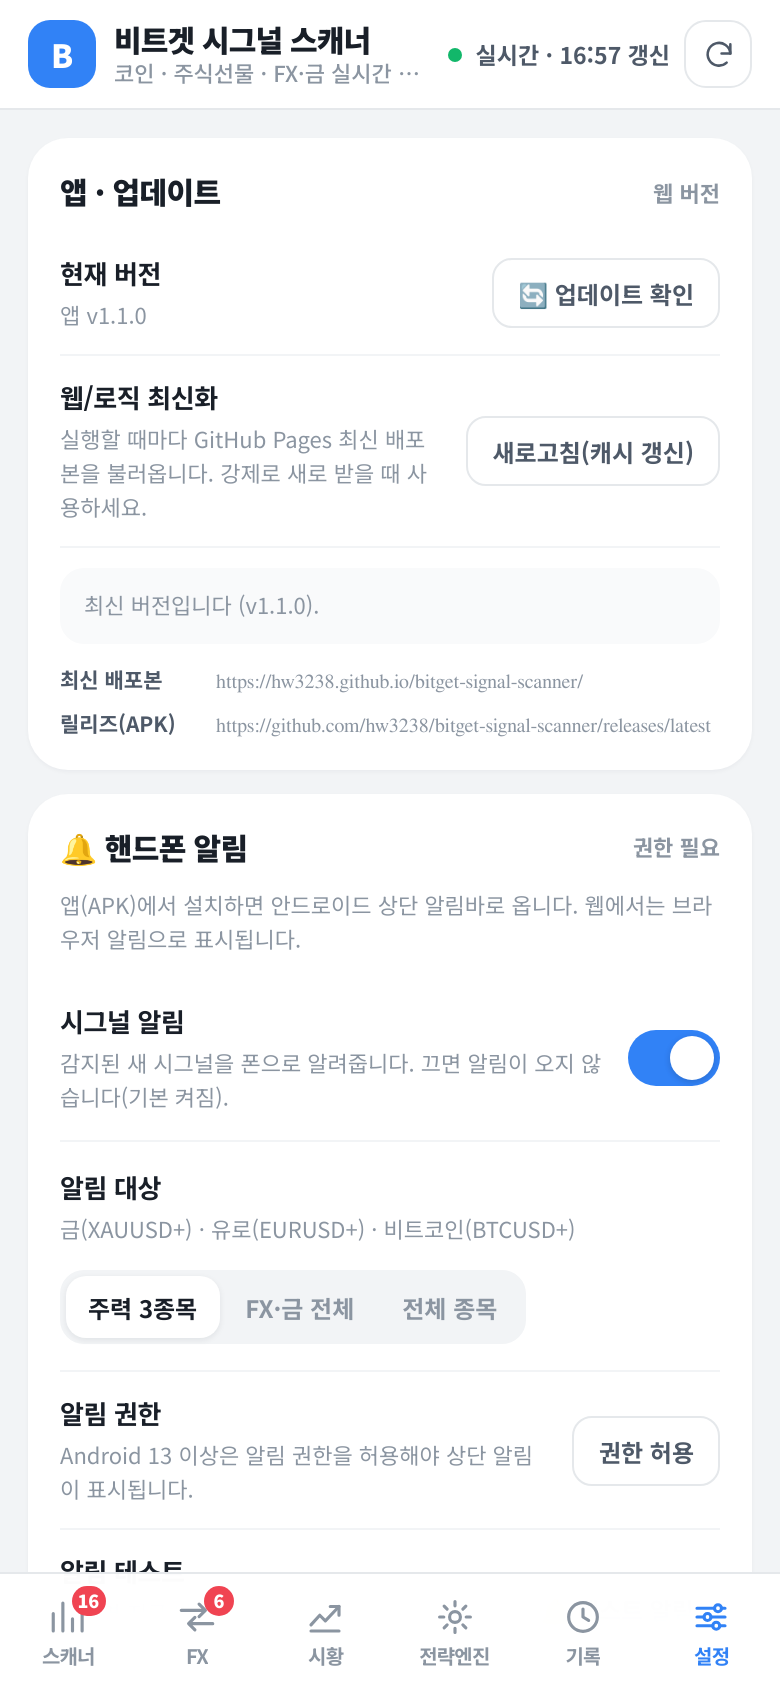 B
비트겟 시그널 스캐너
코인 · 주식선물 · FX·금 실시간 ···
실시간 · 16:57 갱신
앱 · 업데이트
웹 버전
현재 버전
앱 v1.1.0
업데이트 확인
웹/로직 최신화
실행할 때마다 GitHub Pages 최신 배포
본을 불러옵니다. 강제로 새로 받을 때 사
용하세요.
새로고침(캐시 갱신)
최신 버전입니다 (v1.1.0).
최신 배포본
https://hw3238.github.io/bitget-signal-scanner/
릴리즈(APK)
https://github.com/hw3238/bitget-signal-scanner/releases/latest
핸드폰 알림
권한 필요
앱(APK)에서 설치하면 안드로이드 상단 알림바로 옵니다. 웹에서는 브라
우저 알림으로 표시됩니다.
시그널 알림
감지된 새 시그널을 폰으로 알려줍니다. 끄면 알림이 오지 않
습니다(기본 켜짐).
알림 대상
금(XAUUSD+) · 유로(EURUSD+) · 비트코인(BTCUSD+)
주력 3종목
FX·금 전체
전체 종목
알림 권한
Android 13 이상은 알림 권한을 허용해야 상단 알림
이 표시됩니다.
권한 허용
알림 테스트
16
스캐너
6
FX
시황
전략엔진
기록
설정